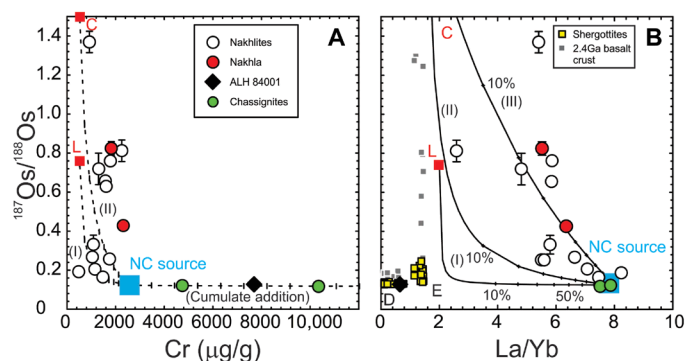 1.4
1.2
1.0
0.8
0.6
0.4
0.2
0
187Os/188Os
C
L
A
Nakhlites
Nakhla
ALH 84001
Chassignites
(II)
(I)
NC source
(Cumulate addition)
0 2000 4000 6000 8000 10,000
Cr (µg/g)
C
B
Shergottites
2.4Ga basalt
crust
10%
(II)
(III)
L
NC source
(I)
10%
D
E
10%
50%
0 2 4 6 8 10
La/Yb